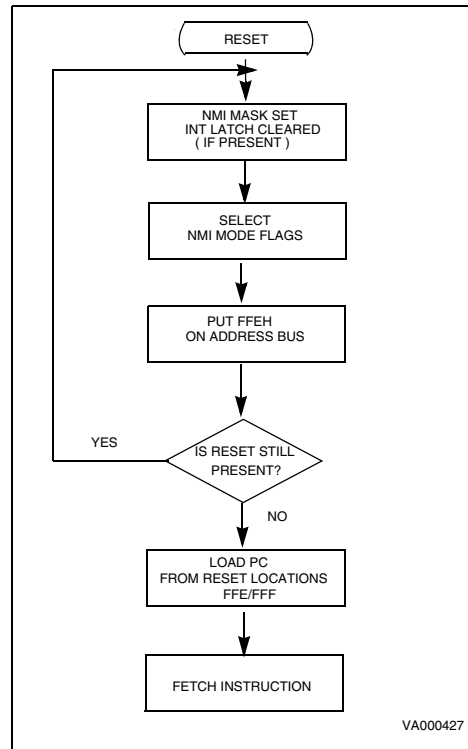 RESET
NMI MASK SET
INT LATCH CLEARED
( IF PRESENT )
SELECT
NMI MODE FLAGS
PUT FFEH
ON ADDRESS BUS
YES
IS RESET STILL
PRESENT?
NO
LOAD PC
FROM RESET LOCATIONS
FFE/FFF
FETCH INSTRUCTION
VA000427